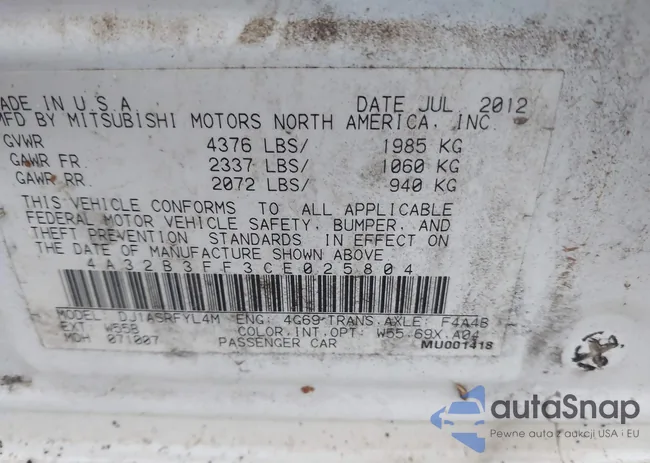 MADE IN U S A DATE JUL 2012
MFD BY MITSUBISHI MOTORS NORTH AMERICA, INC.
GVWR 4376 LBS/ 1985 KG
GAWR FR. 2337 LBS/ 1060 KG
GAWR RR. 2072 LBS/ 940 KG
THIS VEHICLE CONFORMS TO ALL APPLICABLE
FEDERAL MOTOR VEHICLE SAFETY, BUMPER, AND
THEFT PREVENTION STANDARDS IN EFFECT ON
THE DATE OF MANUFACTURE SHOWN ABOVE
4A32B3FF3CE025804
MODEL DJ1ASRFYL4M ENG: 4G69 TRANS.AXLE: F4A4B
EXT W55B COLOR.INT.OPT: W55.69X.A04
MDH 071007 PASSENGER CAR MU001418
autaSnap
Pewne auta z aukcji USA i EU